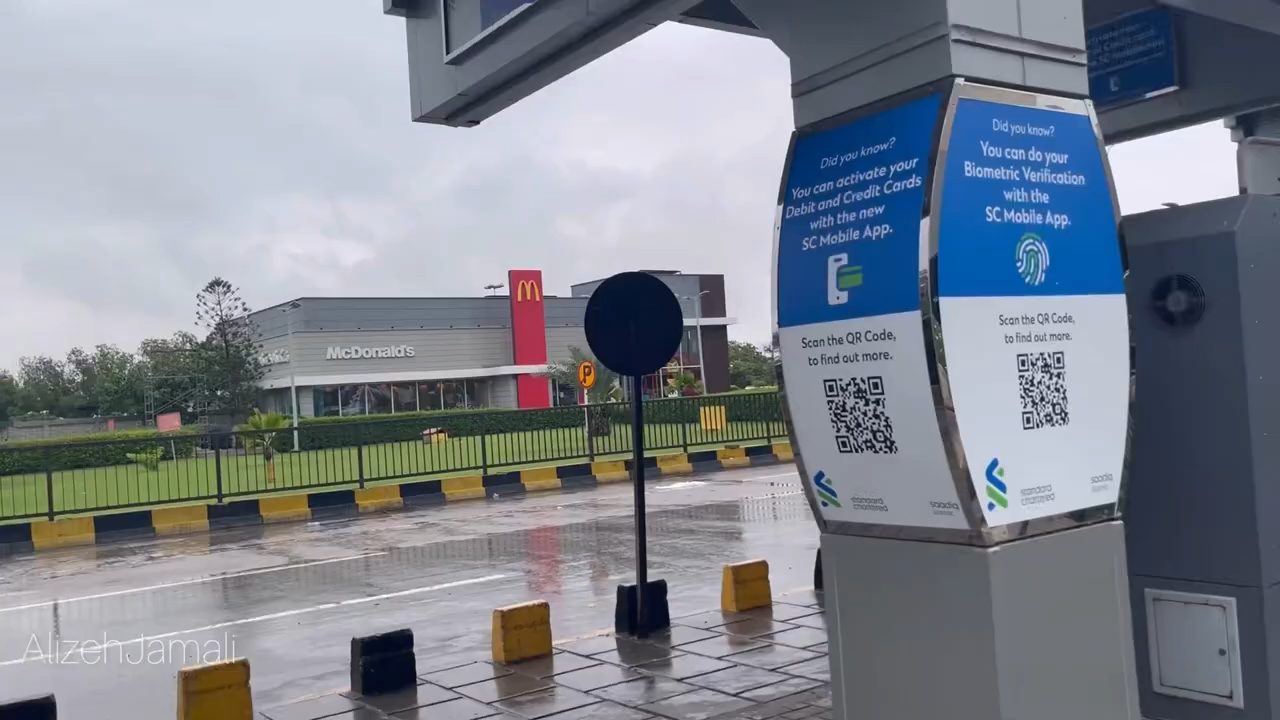 Did you know?
You can activate your
Debit and Credit Cards
with the new
SC Mobile App.
Scan the QR Code,
to find out more.
standard
chartered
saadiq
Did you know?
You can do your
Biometric Verification
with the
SC Mobile App.
Scan the QR Code,
to find out more.
standard
chartered
saadiq
McDonald's
P
AlizehJamali